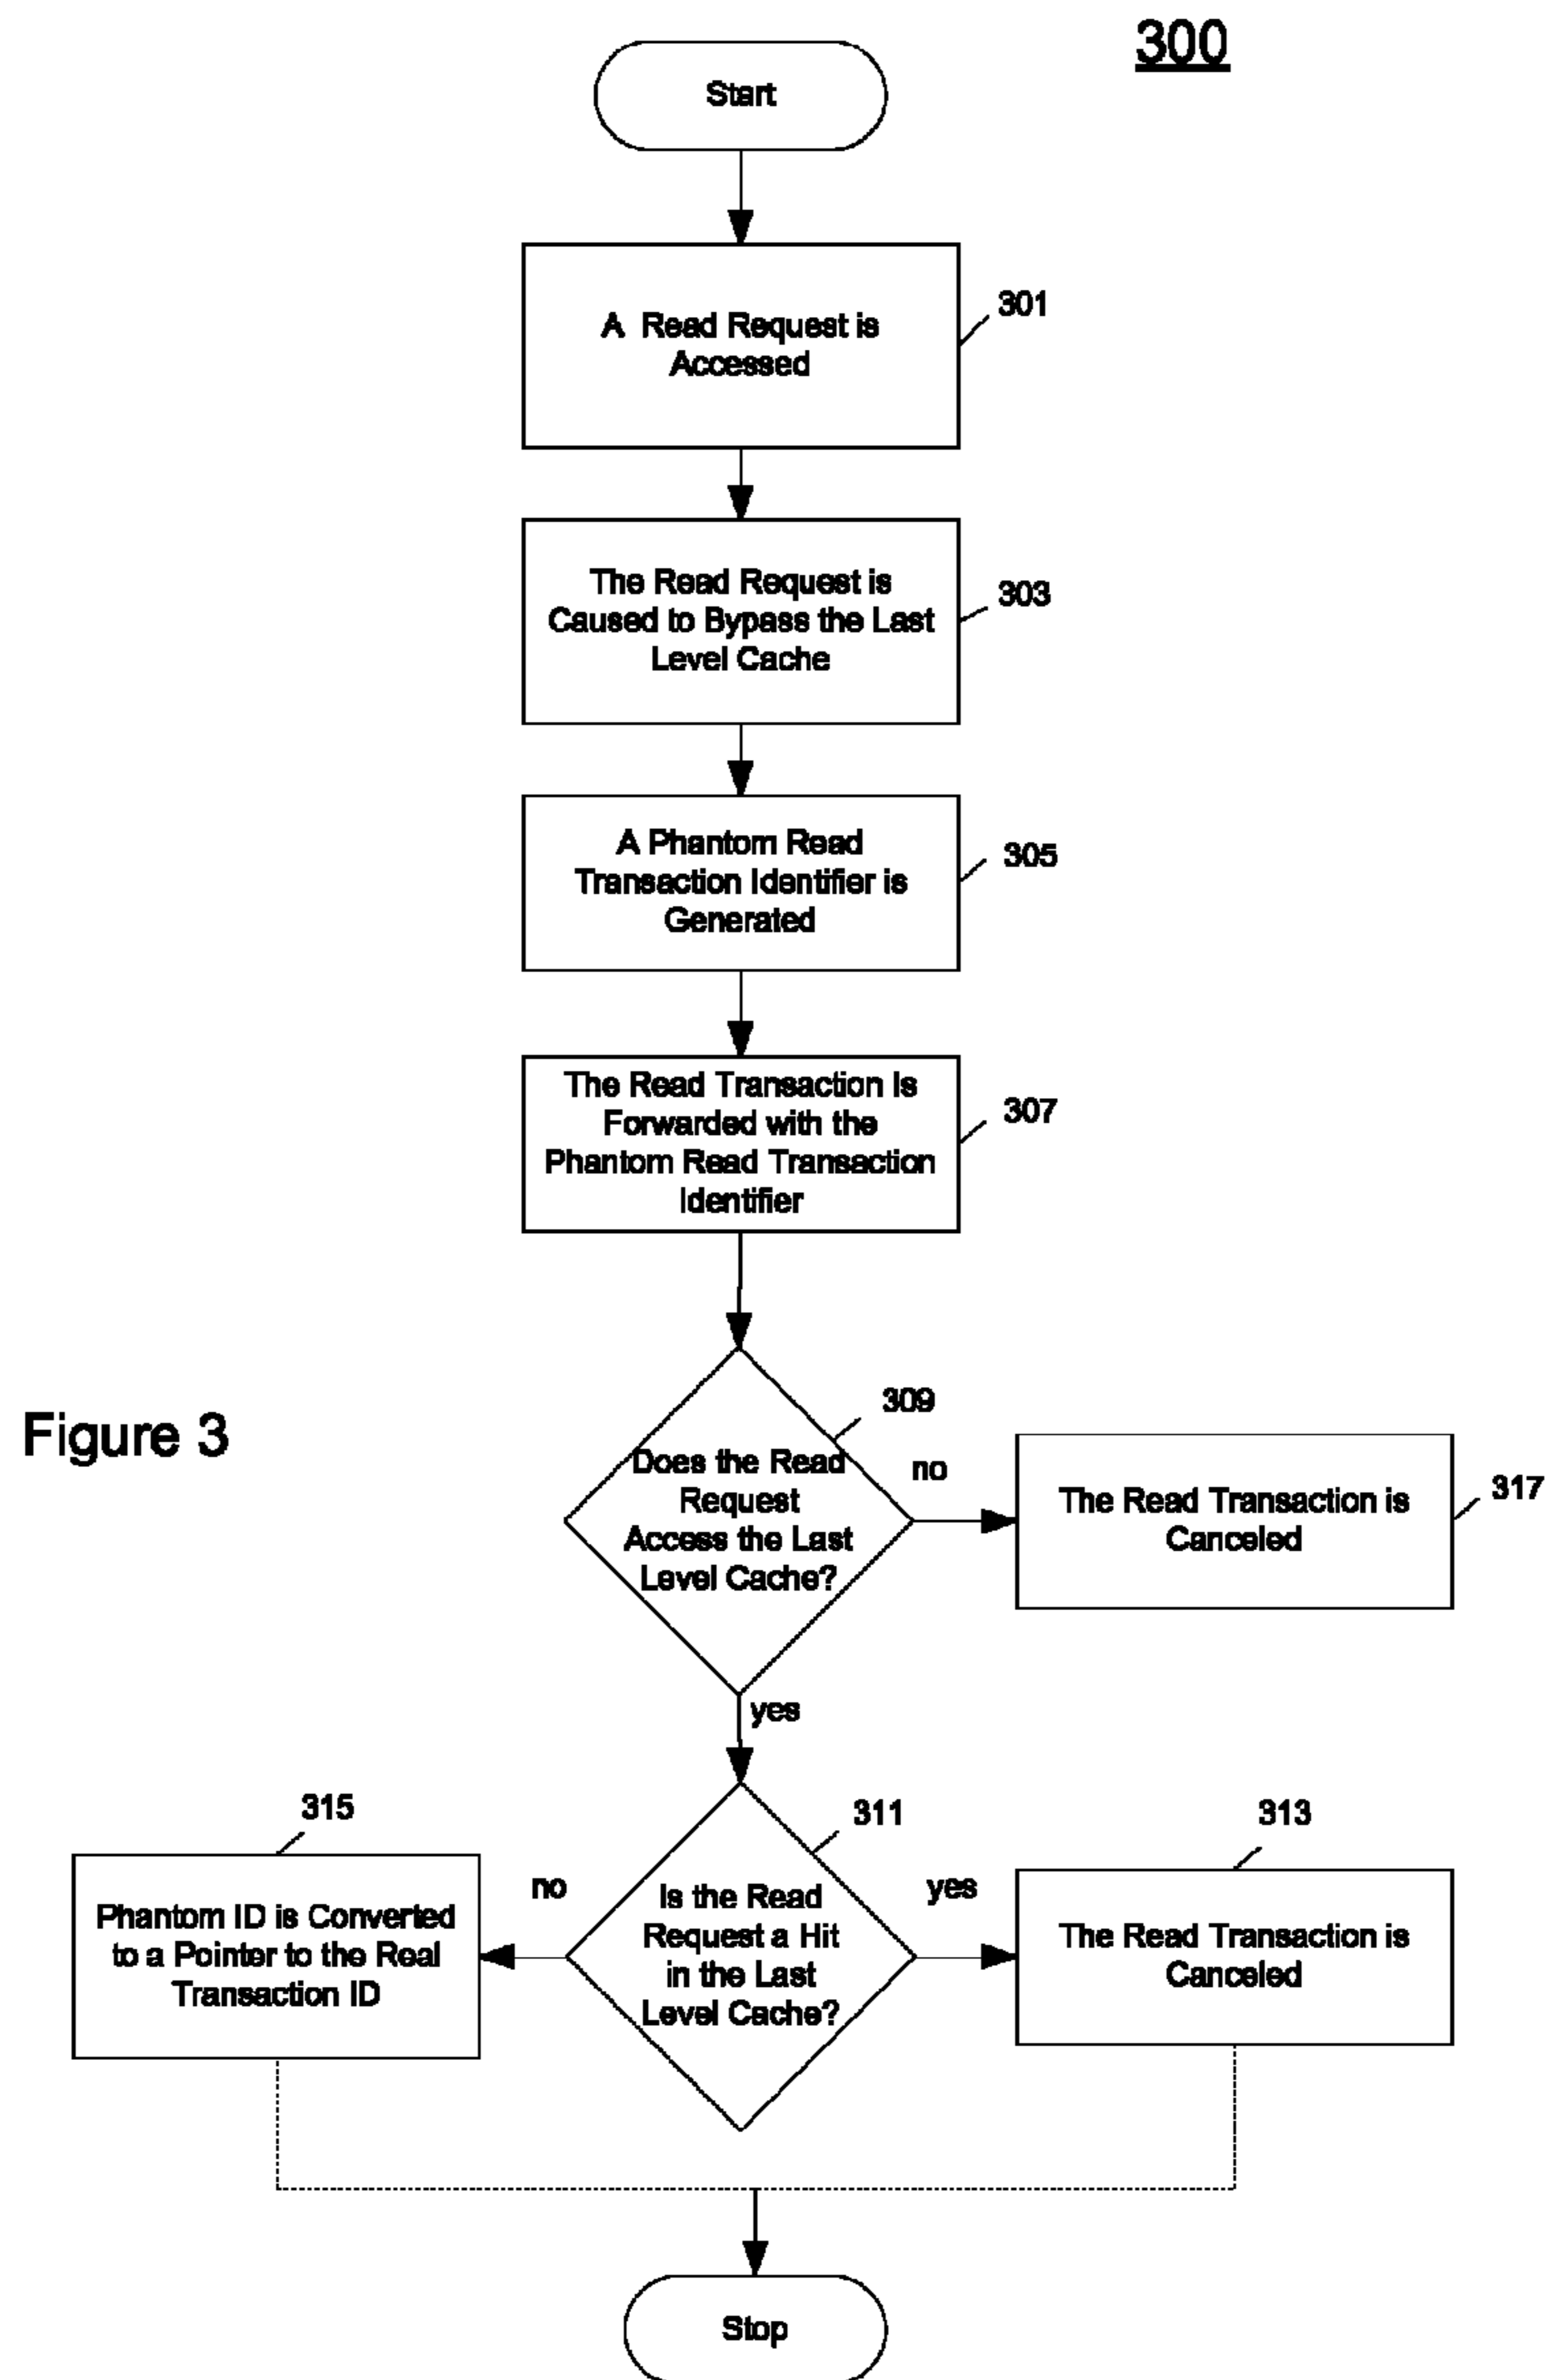 300
Start
A Read Request is
Accessed
301
The Read Request is
Caused to Bypass the Last
Level Cache
303
A Phantom Read
Transaction Identifier is
Generated
305
The Read Transaction Is
Forwarded with the
Phantom Read Transaction
Identifier
307
309
Does the Read
Request
Access the Last
Level Cache?
no
The Read Transaction is
Canceled
317
Figure 3
yes
315
Phantom ID is Converted
to a Pointer to the Real
Transaction ID
no
311
Is the Read
Request a Hit
in the Last
Level Cache?
yes
313
The Read Transaction is
Canceled
Stop